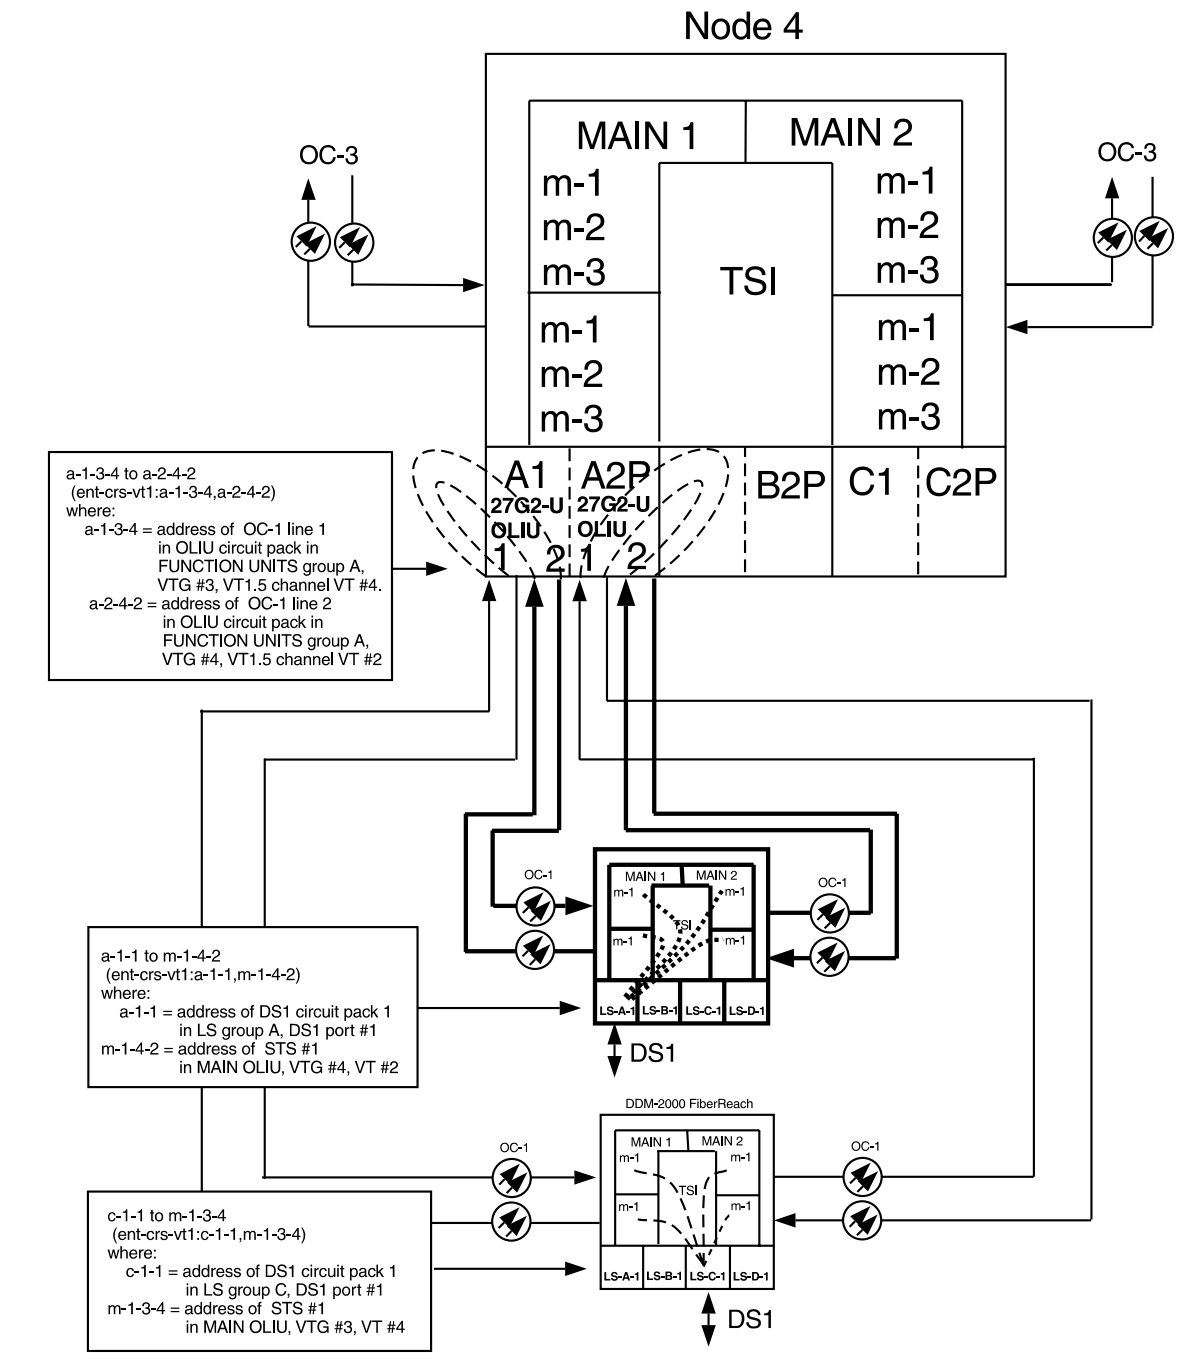 Node 4
MAIN 1
MAIN 2
OC-3
OC-3
m-1
m-2
m-3
m-1
m-2
m-3
TSI
m-1
m-2
m-3
m-1
m-2
m-3
A1
27G2-U
OLIU
1 2
A2P
27G2-U
OLIU
1 2
B2P
C1
C2P
a-1-3-4 to a-2-4-2
(ent-crs-vt1:a-1-3-4,a-2-4-2)
where:
a-1-3-4 = address of OC-1 line 1
in OLIU circuit pack in
FUNCTION UNITS group A,
VTG #3, VT1.5 channel VT #4.
a-2-4-2 = address of OC-1 line 2
in OLIU circuit pack in
FUNCTION UNITS group A,
VTG #4, VT1.5 channel VT #2
OC-1
MAIN 1
MAIN 2
OC-1
m-1
m-1
TSI
m-1
m-1
LS-A-1
LS-B-1
LS-C-1
LS-D-1
DS1
a-1-1 to m-1-4-2
(ent-crs-vt1:a-1-1,m-1-4-2)
where:
a-1-1 = address of DS1 circuit pack 1
in LS group A, DS1 port #1
m-1-4-2 = address of STS #1
in MAIN OLIU, VTG #4, VT #2
DDM-2000 FiberReach
OC-1
MAIN 1
MAIN 2
OC-1
m-1
m-1
TSI
m-1
m-1
LS-A-1
LS-B-1
LS-C-1
LS-D-1
DS1
c-1-1 to m-1-3-4
(ent-crs-vt1:c-1-1,m-1-3-4)
where:
c-1-1 = address of DS1 circuit pack 1
in LS group C, DS1 port #1
m-1-3-4 = address of STS #1
in MAIN OLIU, VTG #3, VT #4